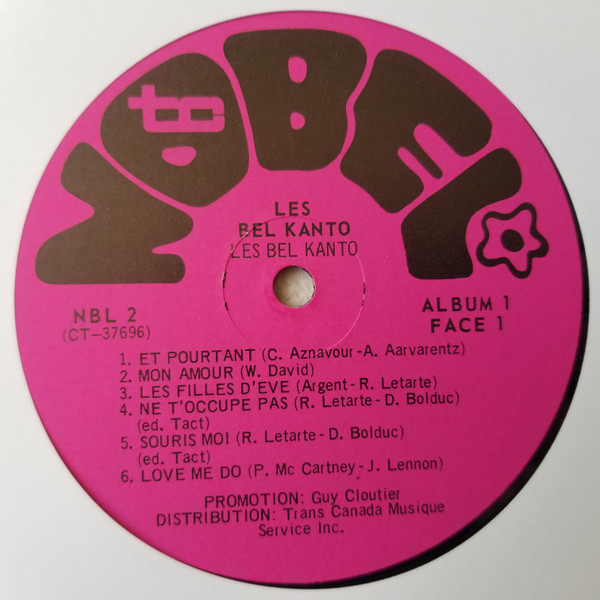 NOBEL
LES
BEL KANTO
LES BEL KANTO
NBL 2
(CT-37696)
ALBUM 1
FACE 1
1. ET POURTANT (C. Aznavour-A. Aarvarentz)
2. MON AMOUR (W. David)
3. LES FILLES D'EVE (Argent-R. Letarte)
4. NE T'OCCUPE PAS (R. Letarte-D. Bolduc)
(ed. Tact)
5. SOURIS MOI (R. Letarte-D. Bolduc)
(ed. Tact)
6. LOVE ME DO (P. Mc Cartney-J. Lennon)
PROMOTION: Guy Cloutier
DISTRIBUTION: Trans Canada Musique
Service Inc.